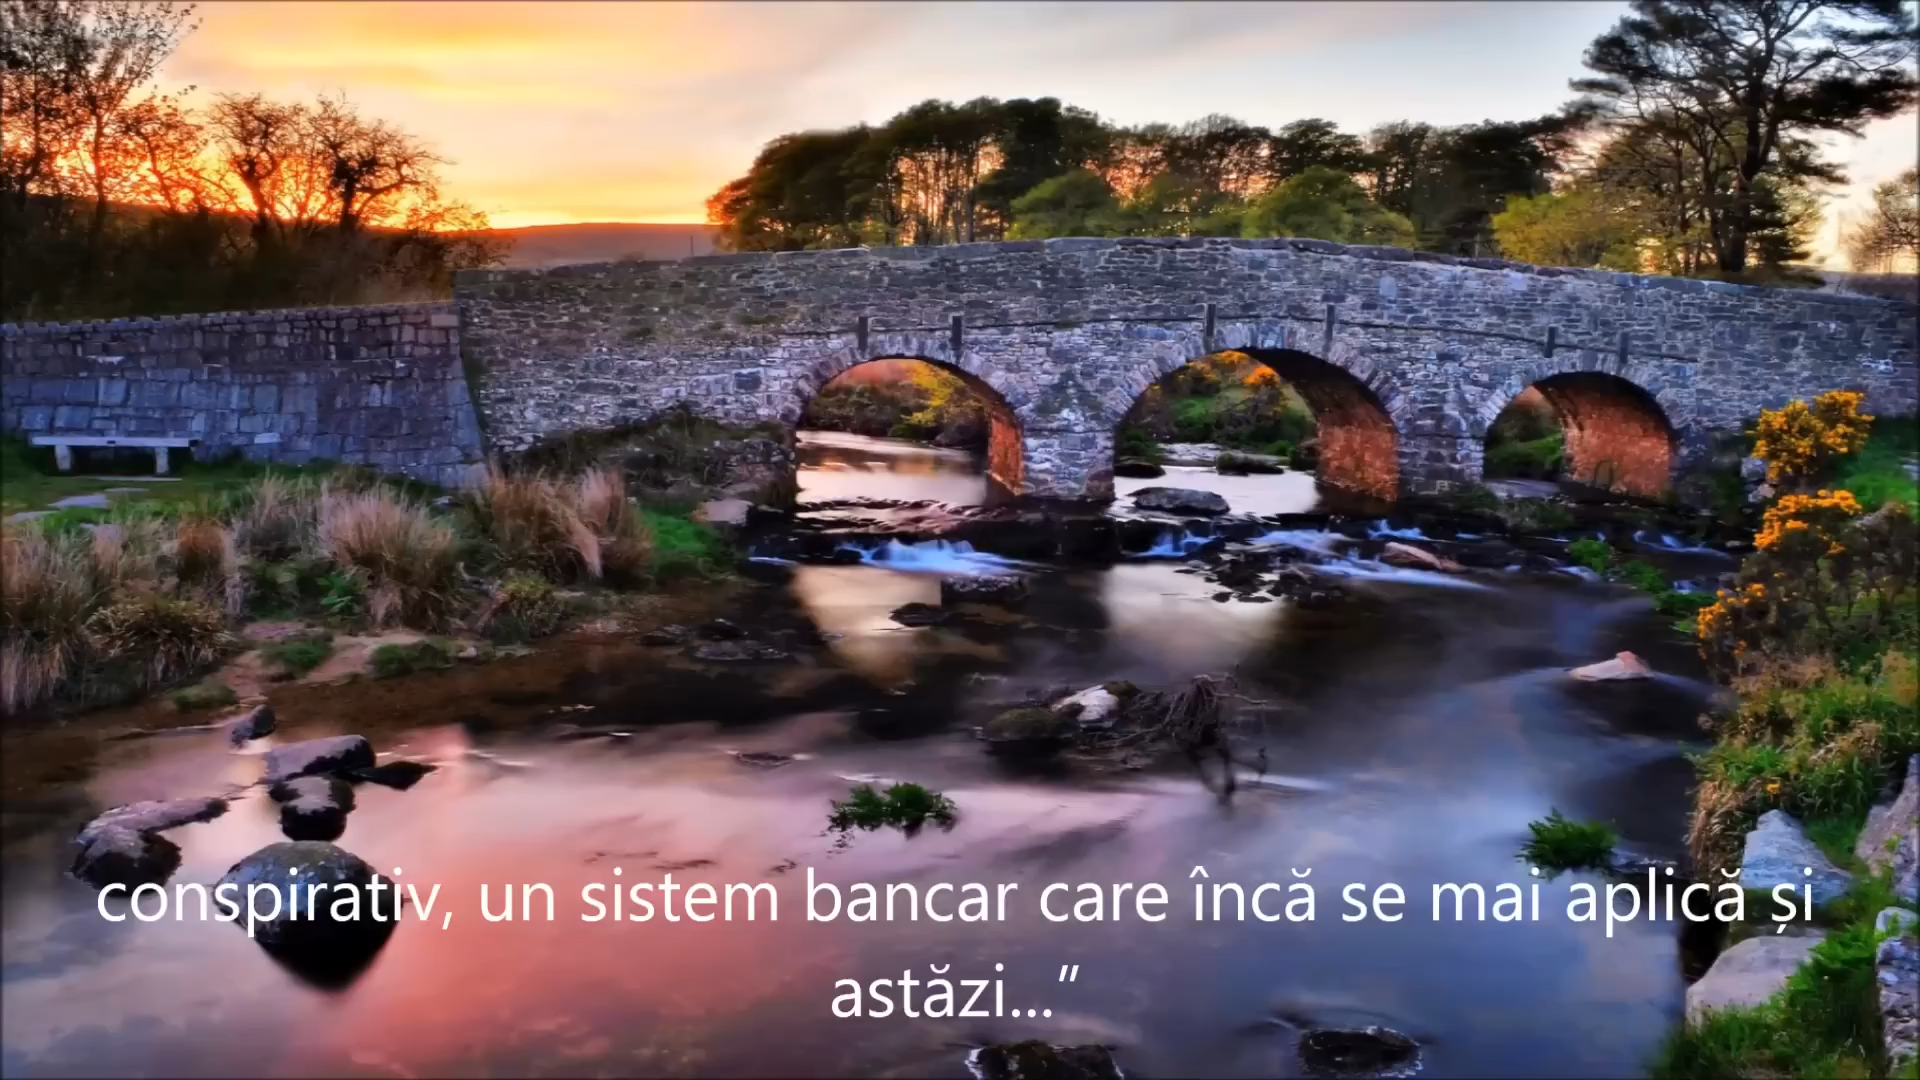 conspirativ, un sistem bancar care încă se mai aplică și
astăzi...”